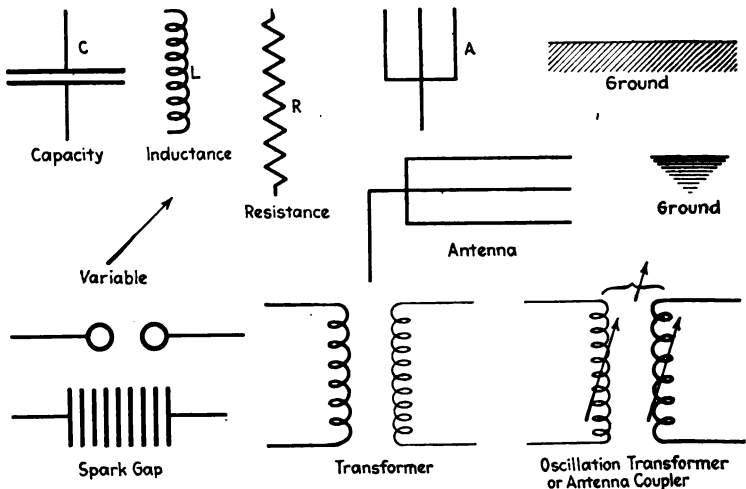 C
L
R
A
Ground
Capacity
Inductance
Resistance
Antenna
Ground
Variable
Spark Gap
Transformer
Oscillation Transformer
or Antenna Coupler